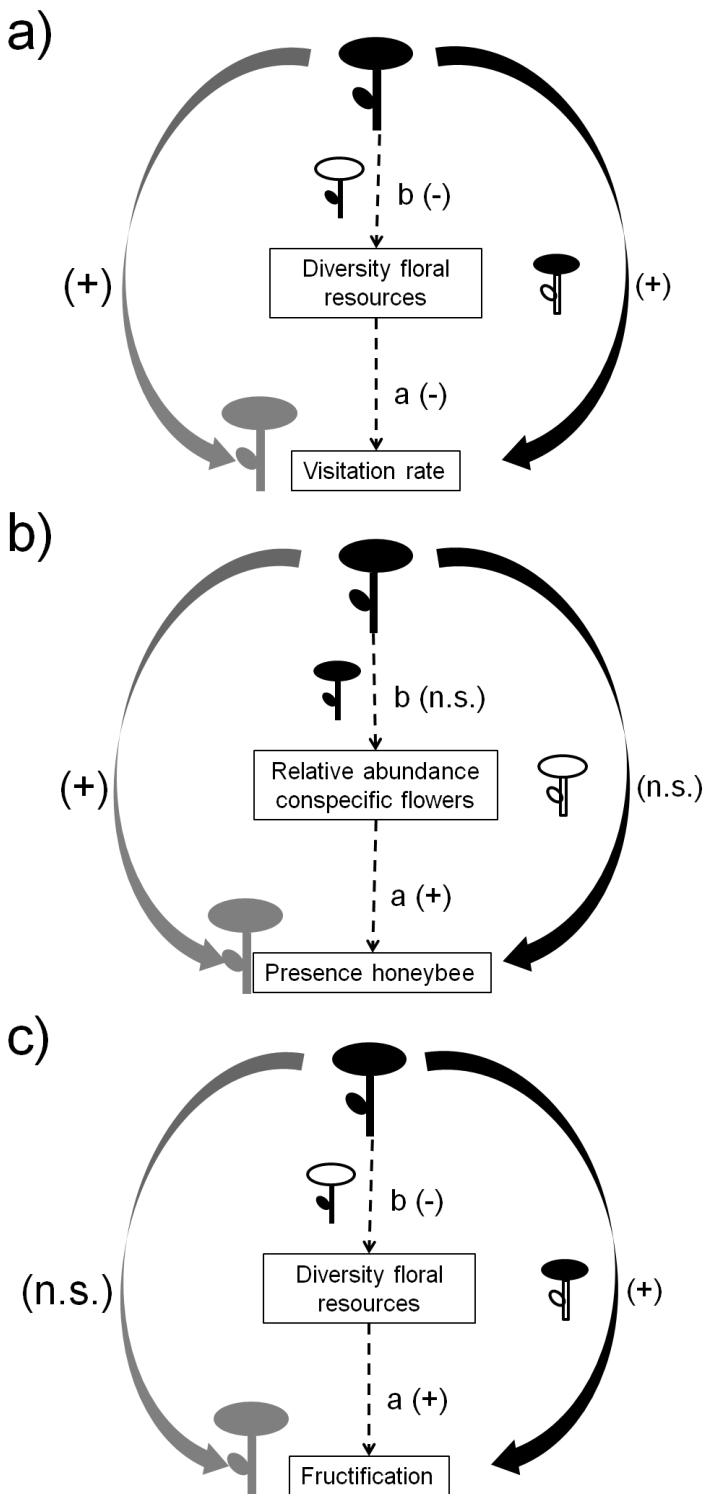 a)
b (-)
Diversity floral
resources
(+)
(+)
a (-)
Visitation rate
b)
b (n.s.)
Relative abundance
conspecific flowers
(+)
(n.s.)
a (+)
Presence honeybee
c)
b (-)
Diversity floral
resources
(n.s.)
(+)
a (+)
Fructification